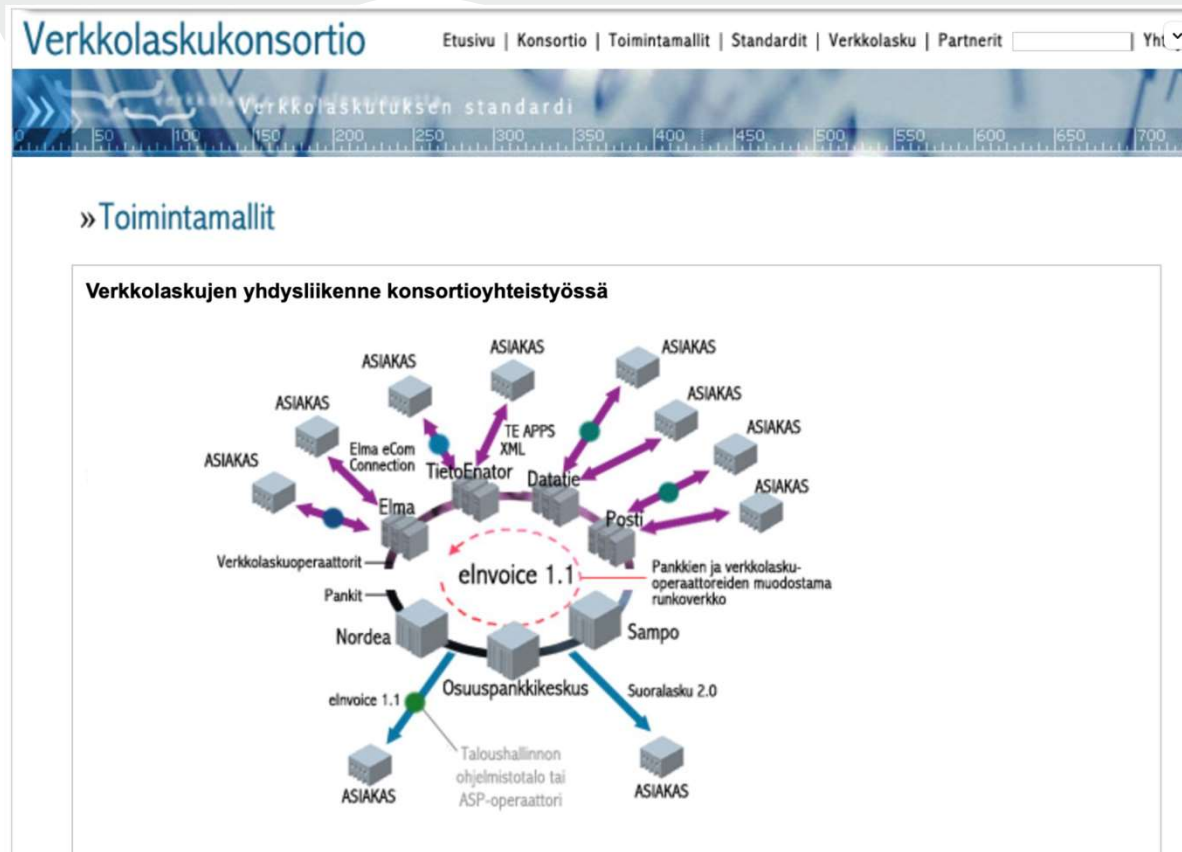 Verkkolaskukonsortio
Etusivu | Konsortio | Toimintamallit | Standardit | Verkkolasku | Partnerit
Verkkolaskutuksen standardi
0 50 100 150 200 250 300 350 400 450 500 550 600 650 700
»Toimintamallit
Verkkolaskujen yhdysliikenne konsortioyhteistyössä
ASIAKAS
ASIAKAS
ASIAKAS
ASIAKAS
ASIAKAS
ASIAKAS
ASIAKAS
ASIAKAS
Elma eCom
Connection
TE APPS
XML
TietoEnator
Datatie
Elma
Posti
Verkkolaskuoperaattorit
eInvoice 1.1
Pankkien ja verkkolasku-
operaattoreiden muodostama
runkoverkko
Pankit
Nordea
Sampo
Osuuspankkikeskus
eInvoice 1.1
Suoralasku 2.0
Taloushallinnon
ohjelmistotalo tai
ASP-operaattori
ASIAKAS
ASIAKAS